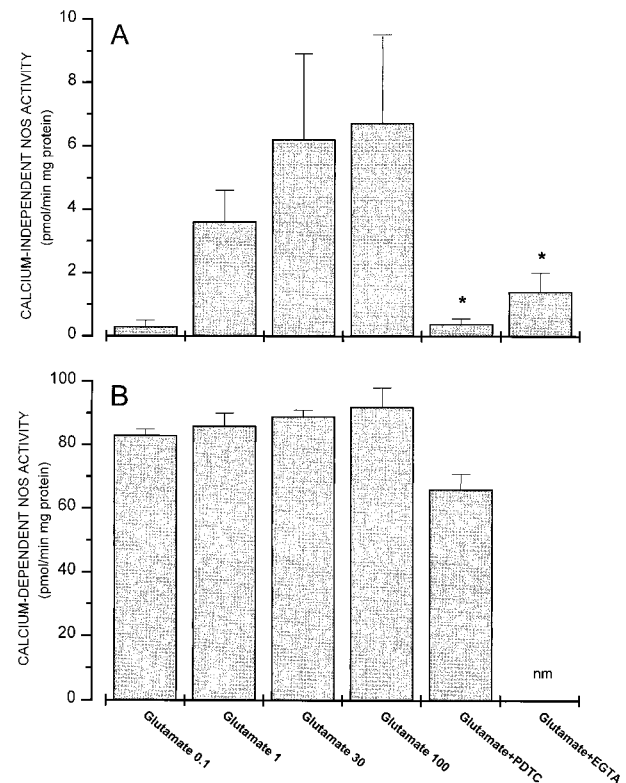 A
CALCIUM-INDEPENDENT NOS ACTIVITY
(pmol/min mg protein)
10
8
6
4
2
0
*
*
B
CALCIUM-DEPENDENT NOS ACTIVITY
(pmol/min mg protein)
100
80
60
40
20
0
nm
Glutamate 0.1
Glutamate 1
Glutamate 30
Glutamate 100
Glutamate+PDTC
Glutamate+EGTA